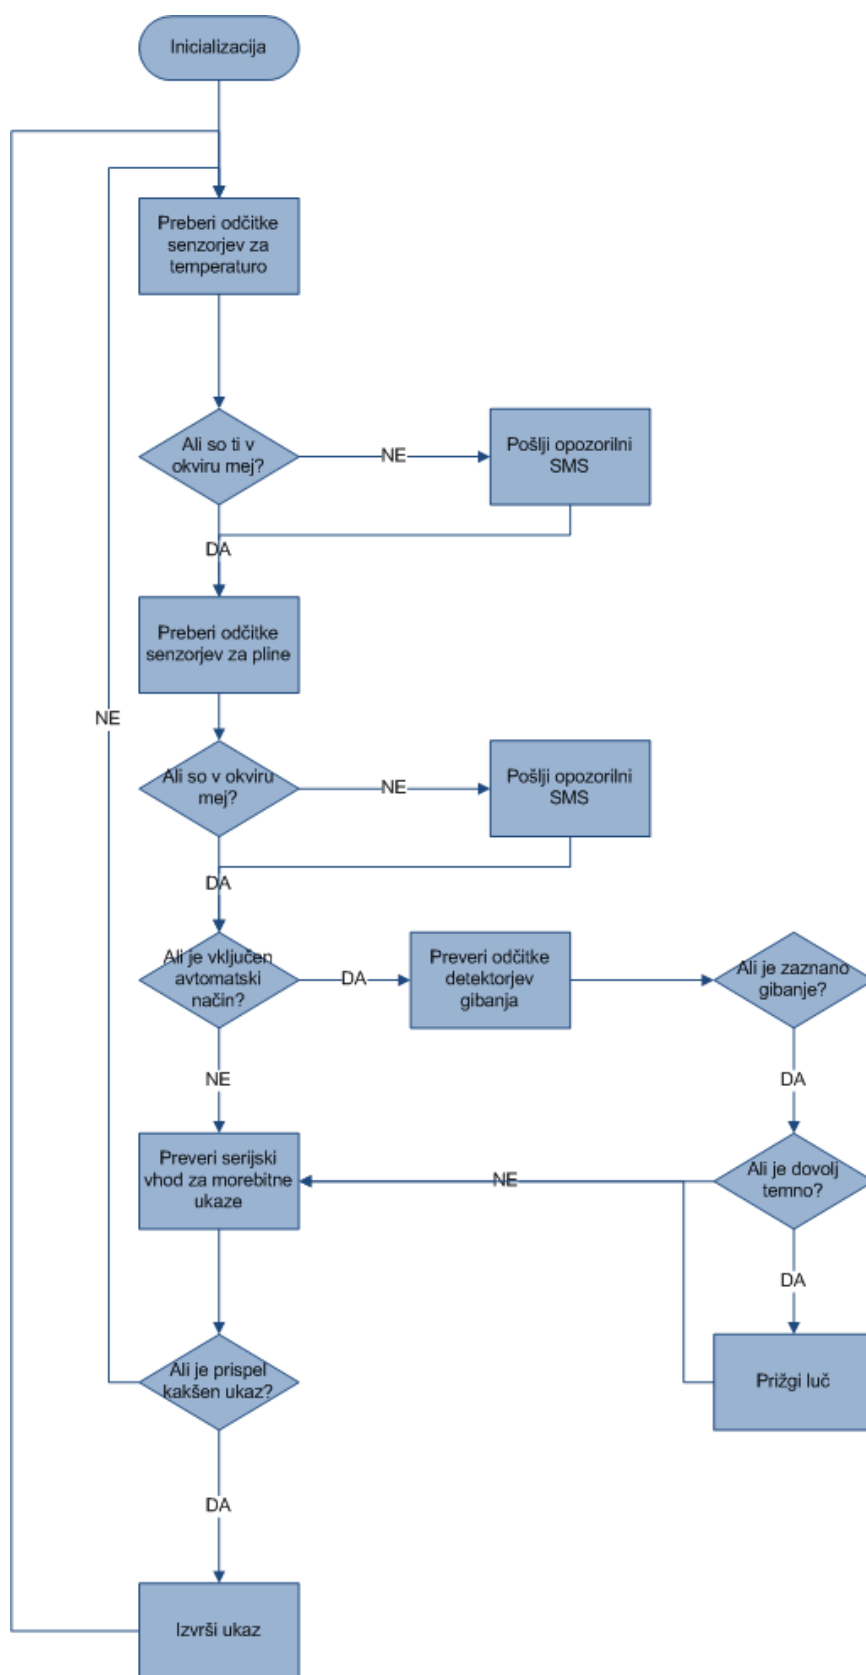 Inicializacija
Preberi odčitke
senzorjev za
temperaturo
Ali so ti v
okviru mej?
NE
Pošlji opozorilni
SMS
DA
Preberi odčitke
senzorjev za pline
NE
Ali so v okviru
mej?
NE
Pošlji opozorilni
SMS
DA
Ali je vključen
avtomatski
način?
DA
Preveri odčitke
detektorjev
gibanja
Ali je zaznano
gibanje?
NE
DA
Preveri serijski
vhod za morebitne
ukaze
NE
Ali je dovolj
temno?
DA
Ali je prispel
kakšen ukaz?
Prižgi luč
DA
Izvrši ukaz